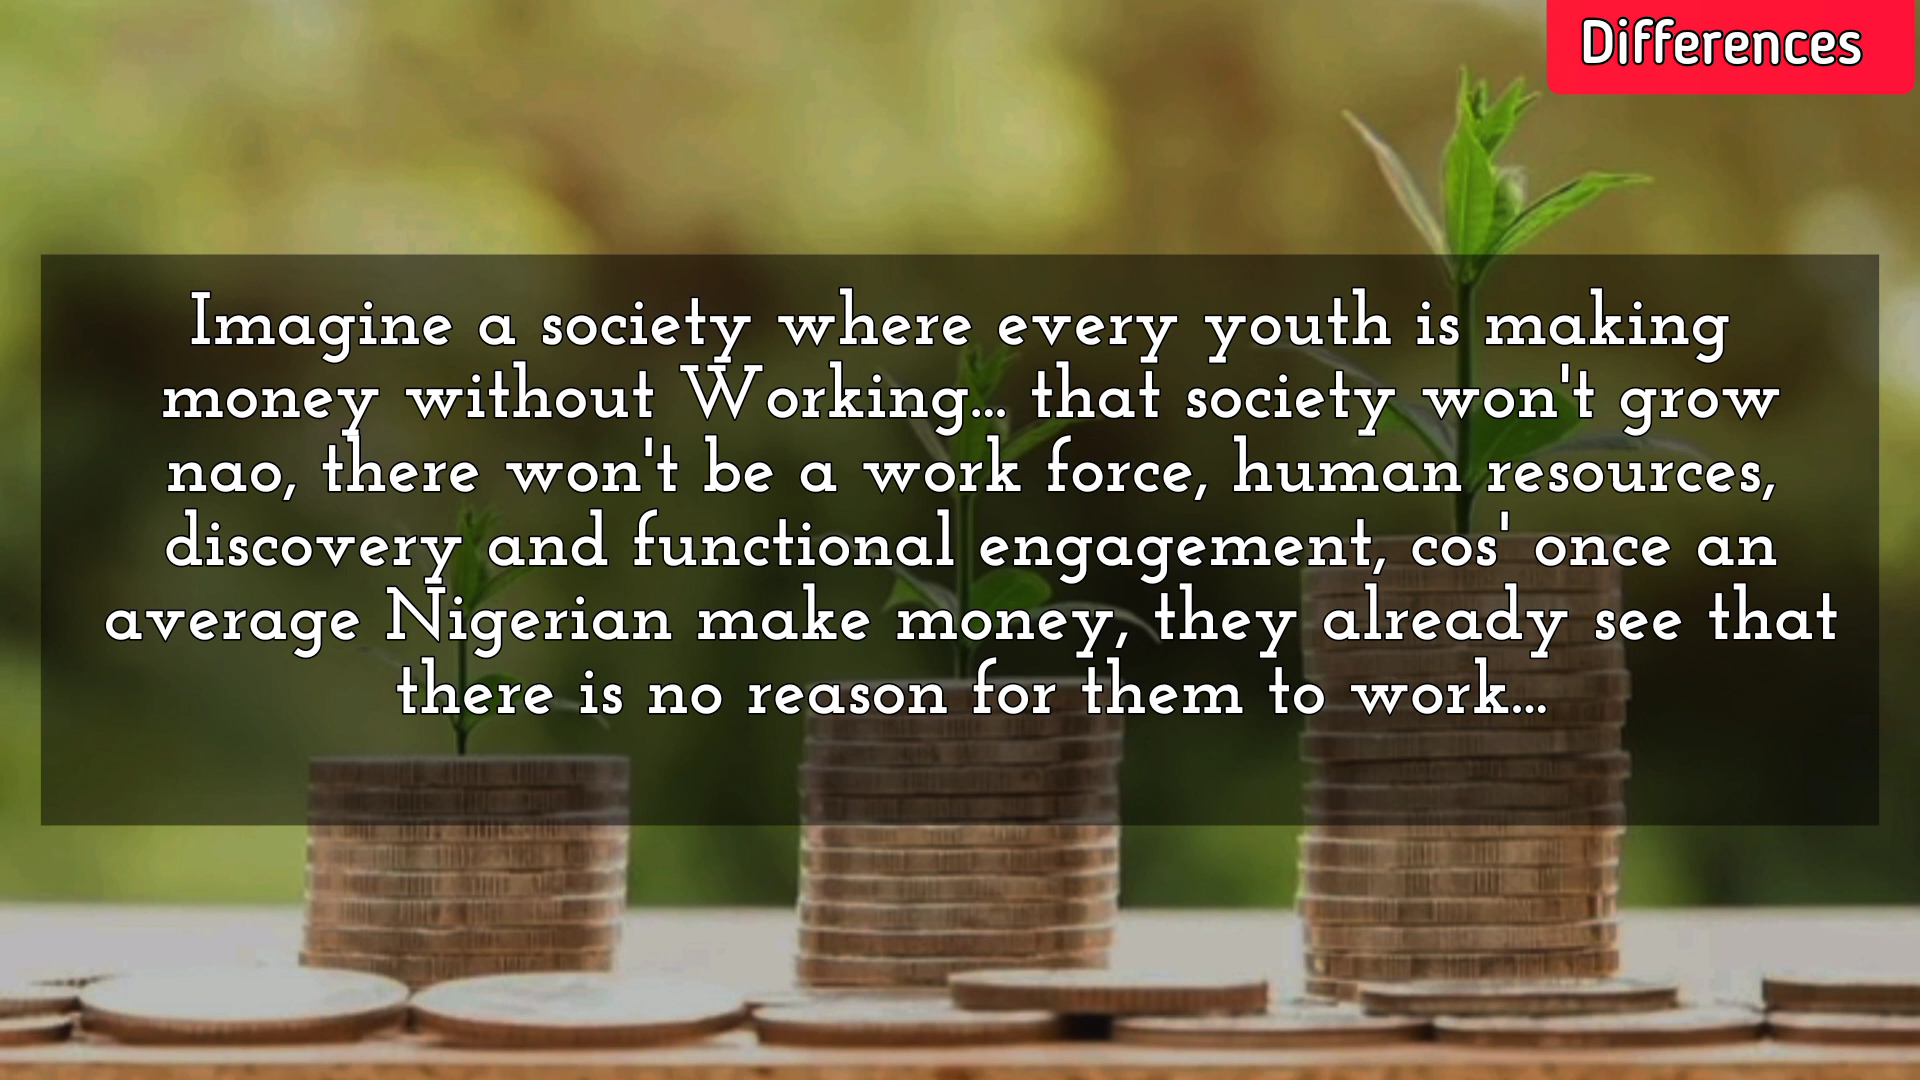 Differences
Imagine a society where every youth is making
money without Working... that society won't grow
nao, there won't be a work force, human resources,
discovery and functional engagement, cos' once an
average Nigerian make money, they already see that
there is no reason for them to work...